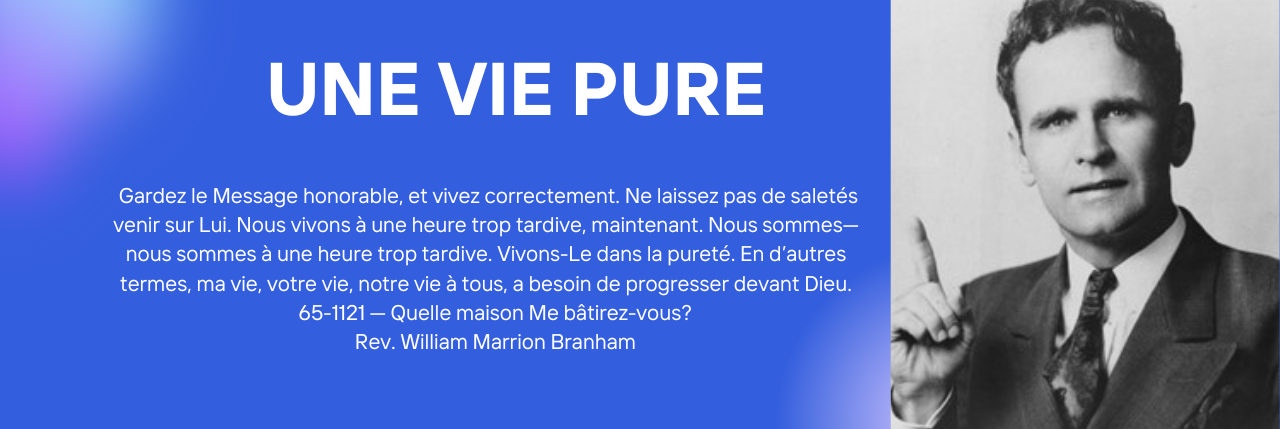 UNE VIE PURE
Gardez le Message honorable, et vivez correctement. Ne laissez pas de saletés
venir sur Lui. Nous vivons à une heure trop tardive, maintenant. Nous sommes—
nous sommes à une heure trop tardive. Vivons-Le dans la pureté. En d’autres
termes, ma vie, votre vie, notre vie à tous, a besoin de progresser devant Dieu.
65-1121 — Quelle maison Me bâtirez-vous?
Rev. William Marrion Branham